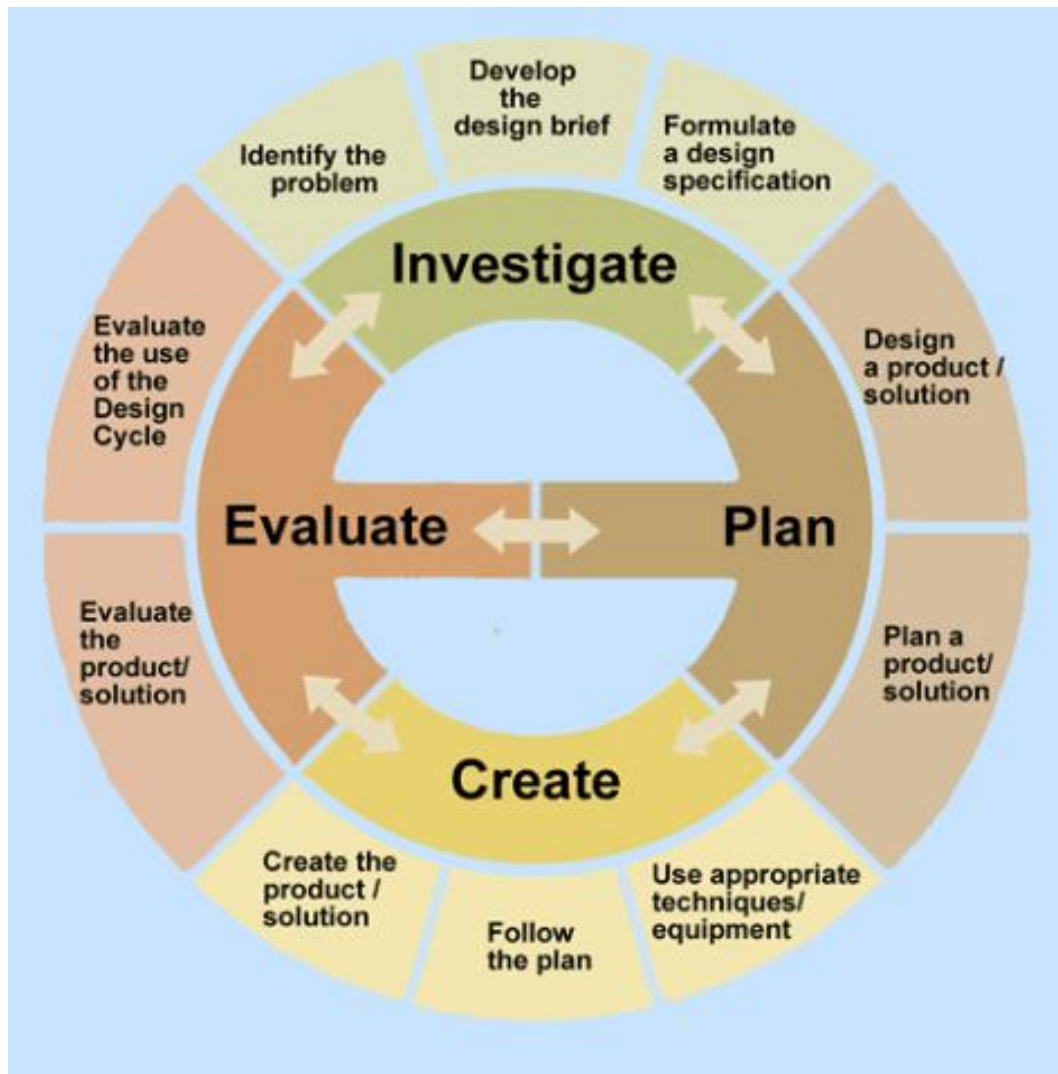 Develop
the
design brief
Formulate
a design
specification
Identify the
problem
Investigate
Evaluate
the use
of the
Design
Cycle
Design
a product /
solution
Evaluate
Plan
Evaluate
the
product/
solution
Plan a
product/
solution
Create
Create the
product /
solution
Follow
the plan
Use appropriate
techniques/
equipment